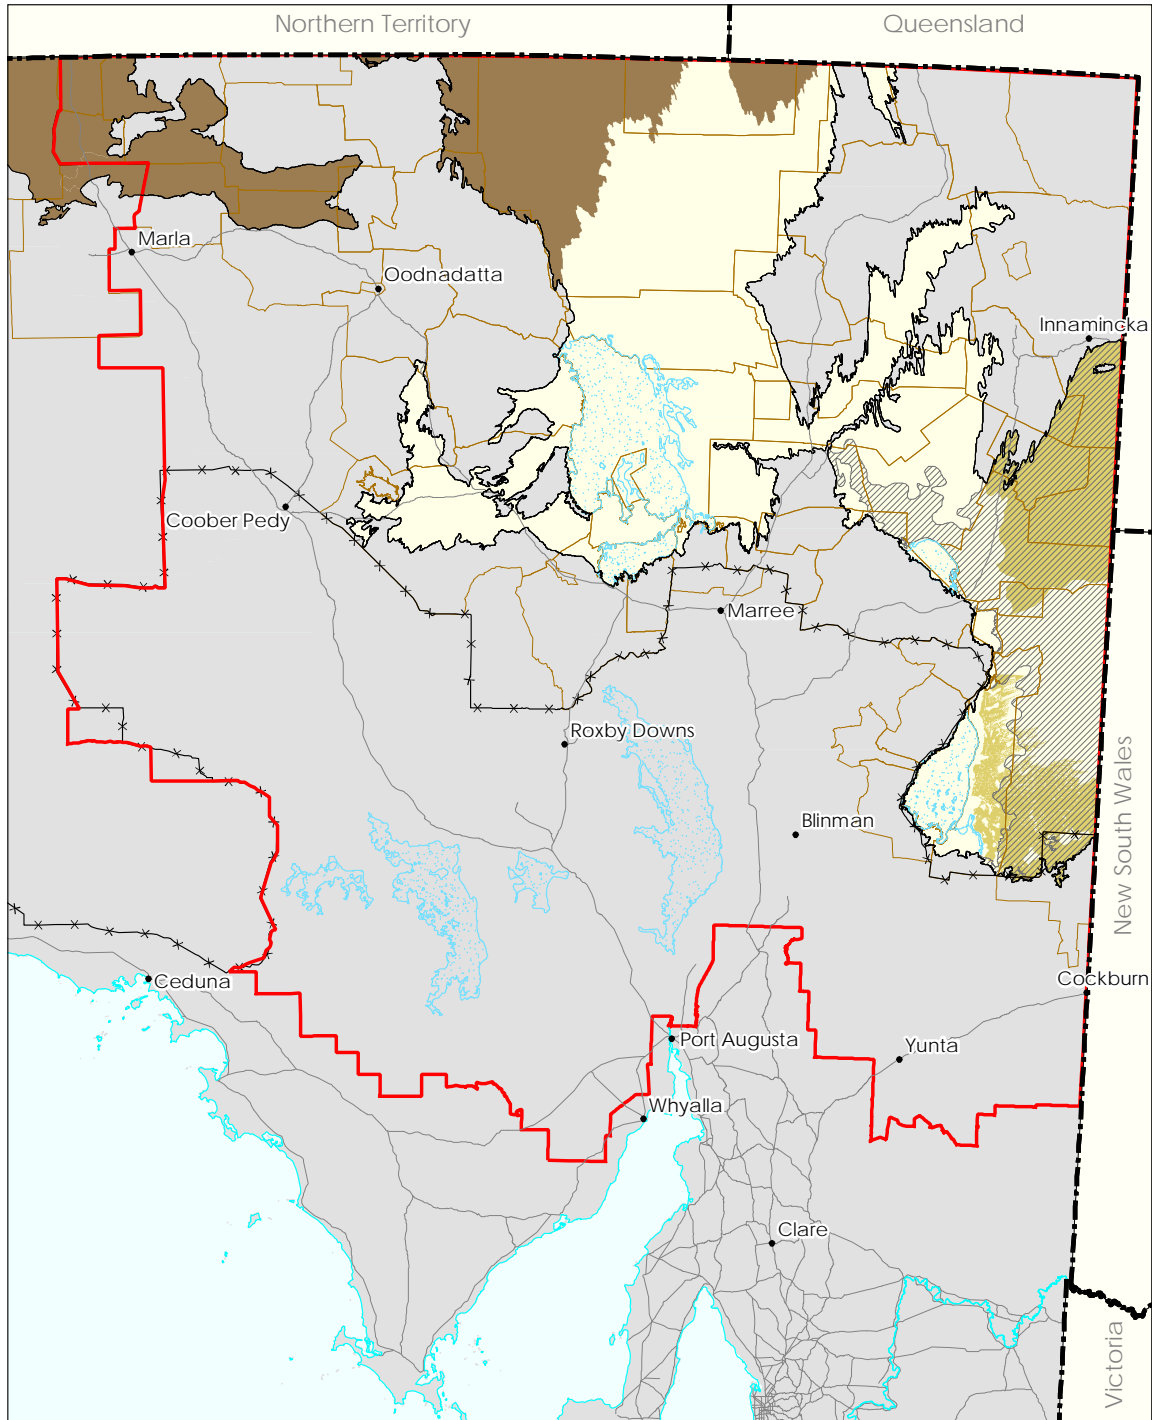 Northern Territory
Queensland
Marla
Oodnadatta
Innamincka
Coober Pedy
Marree
Roxby Downs
Blinman
New South Wales
Ceduna
Cockburn
Port Augusta
Yunta
Whyalla
Clare
Victoria